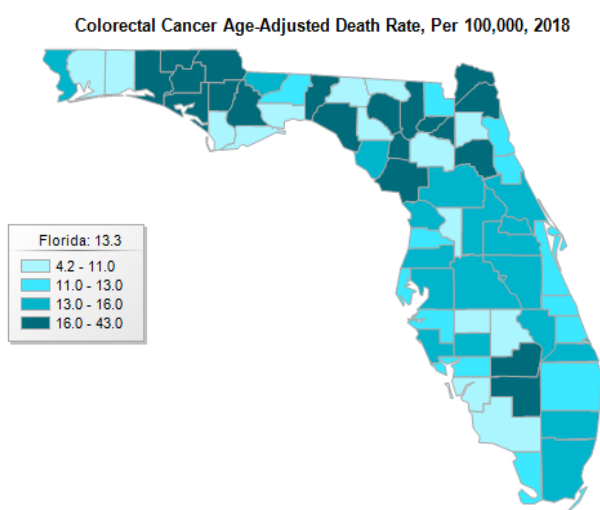 Colorectal Cancer Age-Adjusted Death Rate, Per 100,000, 2018
Florida: 13.3
4.2 - 11.0
11.0 - 13.0
13.0 - 16.0
16.0 - 43.0